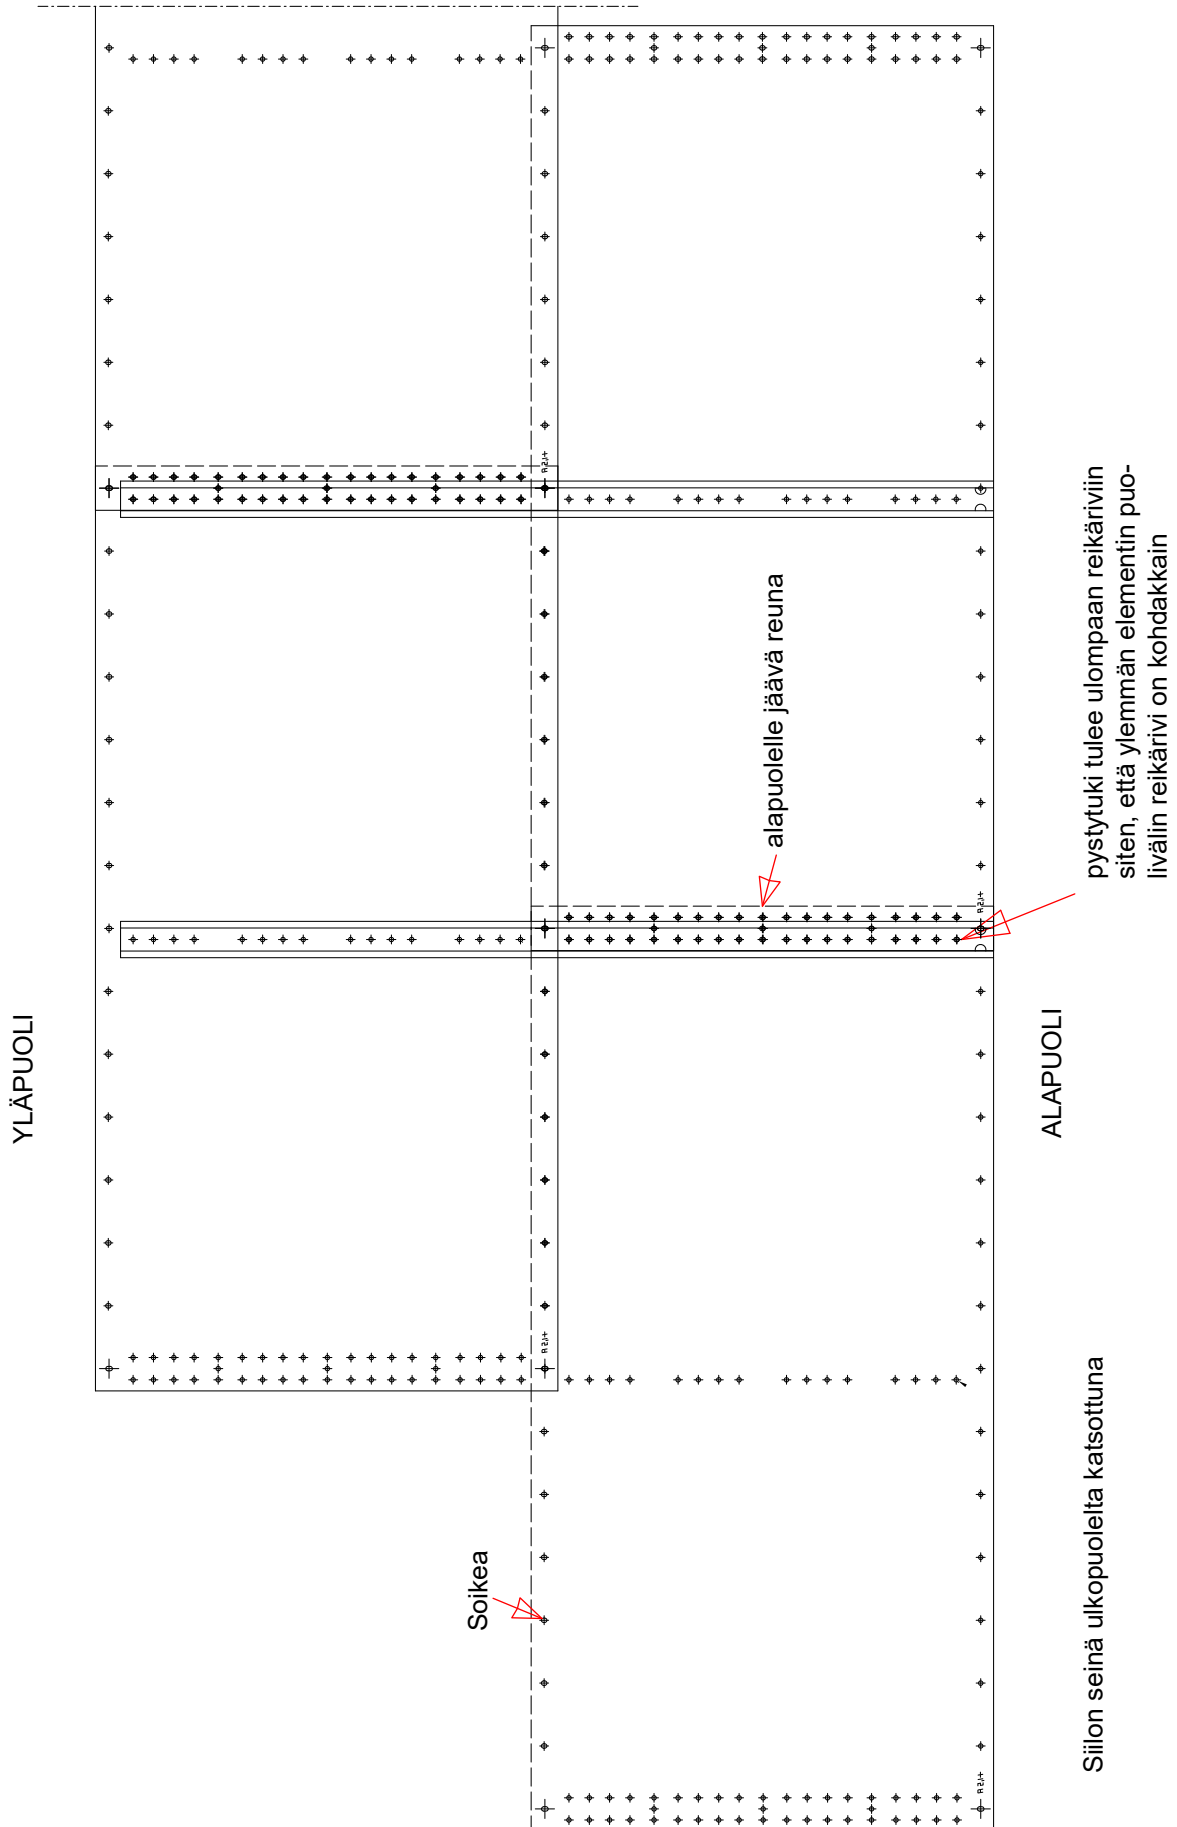 YLÄPUOLI
Soikea
alapuolelle jäävä reuna
ALAPUOLI
pystytuki tulee ulompaan reikäriviin
siten, että ylemmän elementin puo-
livälin reikärivi on kohdakkain
Siilon seinä ulkopuolelta katsottuna